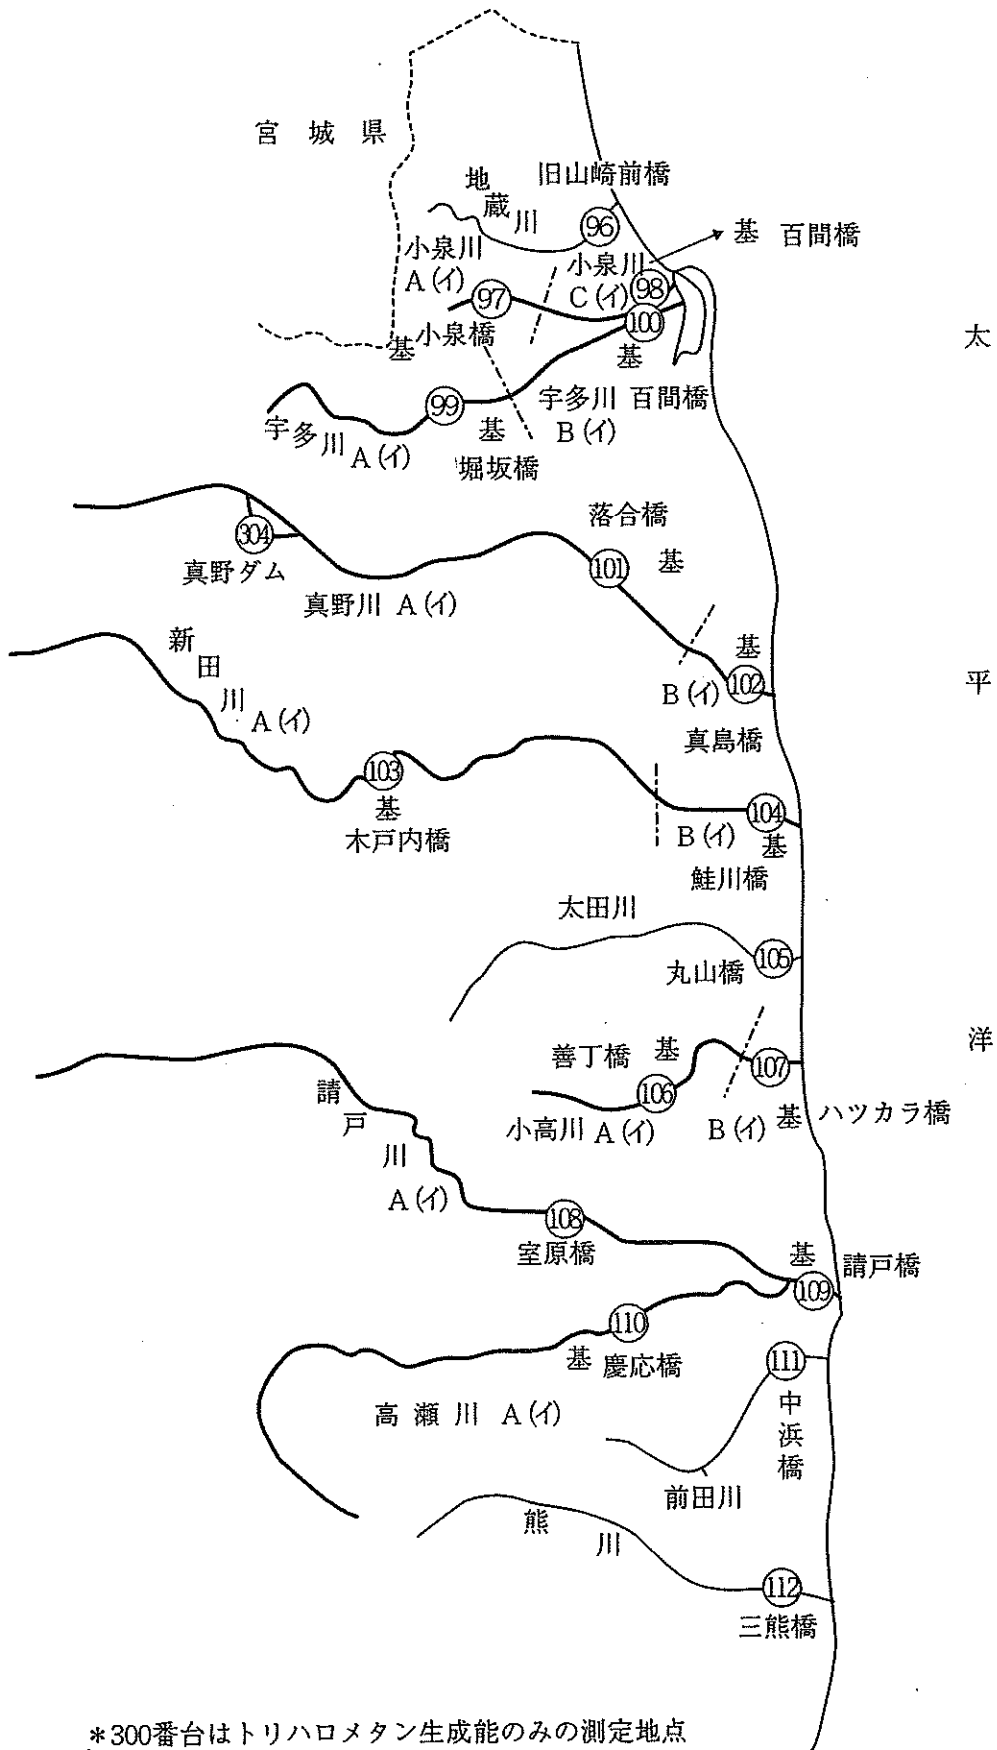 宮城県
地蔵川
旧山崎前橋
96
基 百間橋
小泉川
A(イ)
小泉川
C(イ)
98
97
基 小泉橋
100
基
百間橋
宇多川
B(イ)
99
基
堀坂橋
宇多川 A(イ)
太平洋
304
真野ダム
落合橋
101
基
真野川 A(イ)
基
B(イ)
102
真島橋
新田川
A(イ)
103
基
木戸内橋
104
B(イ)
基
鮭川橋
太田川
105
丸山橋
善丁橋 基
106
107
小高川 A(イ)
B(イ)
基 ハツカラ橋
請戸川
A(イ)
108
室原橋
基 請戸橋
109
110
基 慶応橋
111
中浜橋
高瀬川 A(イ)
前田川
熊川
112
三熊橋
*300番台はトリハロメタン生成能のみの測定地点